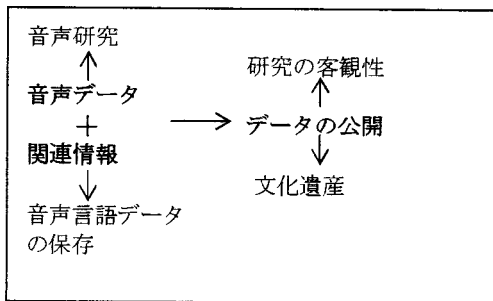 音声研究
↑
音声データ
+
関連情報
↓
音声言語データ
の保存
→
研究の客観性
↑
データの公開
↓
文化遺産